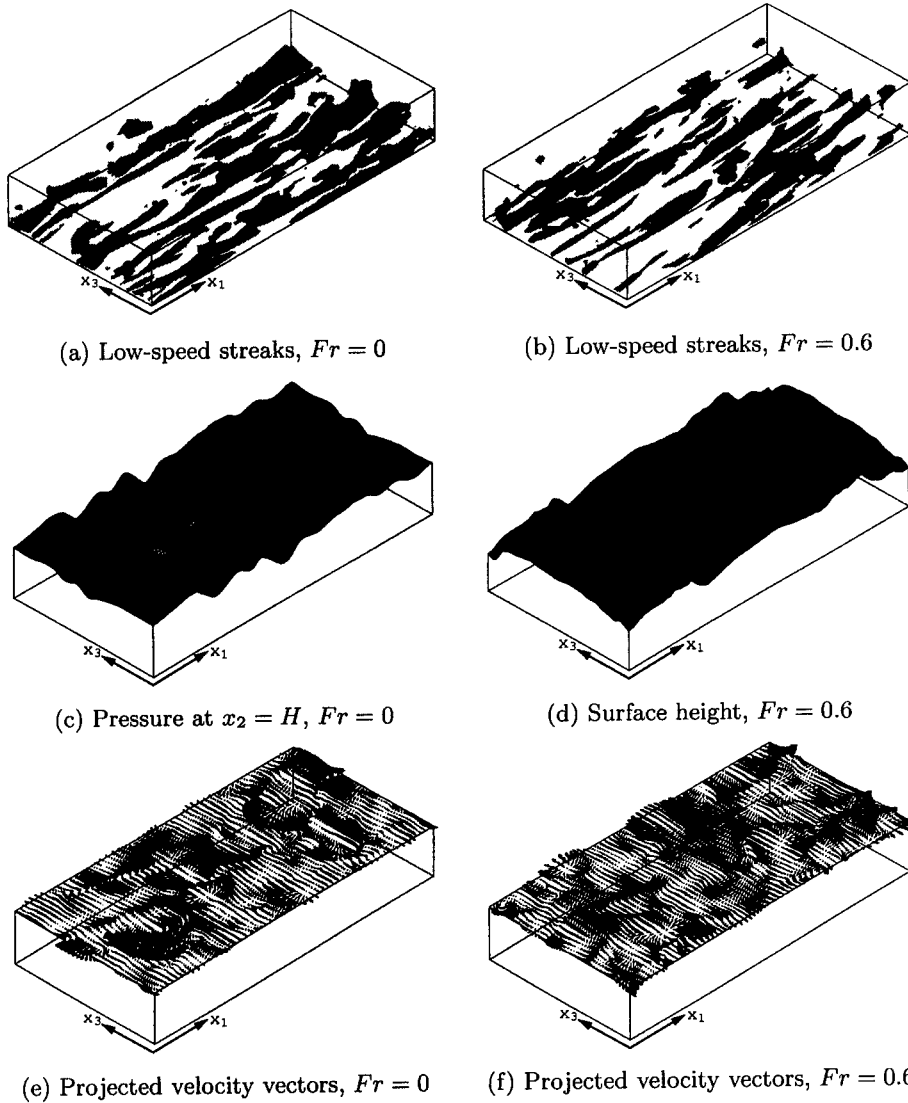 x₃ x₁
x₃ x₁
(a) Low-speed streaks, Fr = 0
(b) Low-speed streaks, Fr = 0.6
x₃ x₁
x₃ x₁
(c) Pressure at x₂ = H, Fr = 0
(d) Surface height, Fr = 0.6
x₃ x₁
x₃ x₁
(e) Projected velocity vectors, Fr = 0
(f) Projected velocity vectors, Fr = 0.6